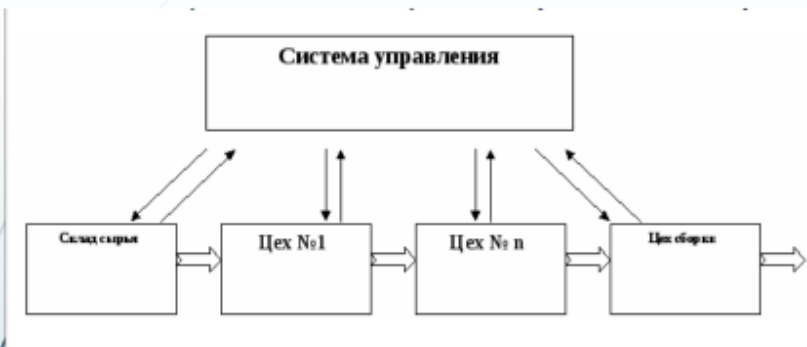 Система управления
Склад сырья
Цех №1
Цех № n
Цех сборки